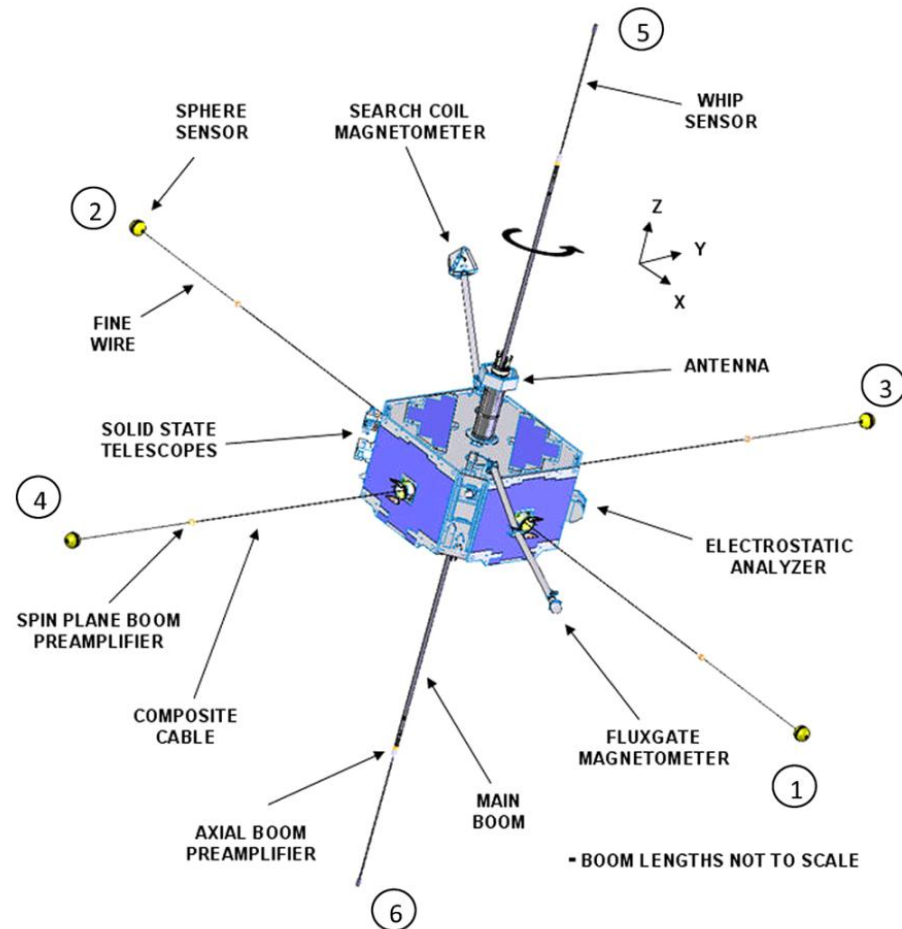 5
SPHERE
SENSOR
SEARCH COIL
MAGNETOMETER
WHIP
SENSOR
2
Z
Y
X
FINE
WIRE
ANTENNA
3
SOLID STATE
TELESCOPES
4
ELECTROSTATIC
ANALYZER
SPIN PLANE BOOM
PREAMPLIFIER
COMPOSITE
CABLE
FLUXGATE
MAGNETOMETER
1
MAIN
BOOM
AXIAL BOOM
PREAMPLIFIER
- BOOM LENGTHS NOT TO SCALE
6